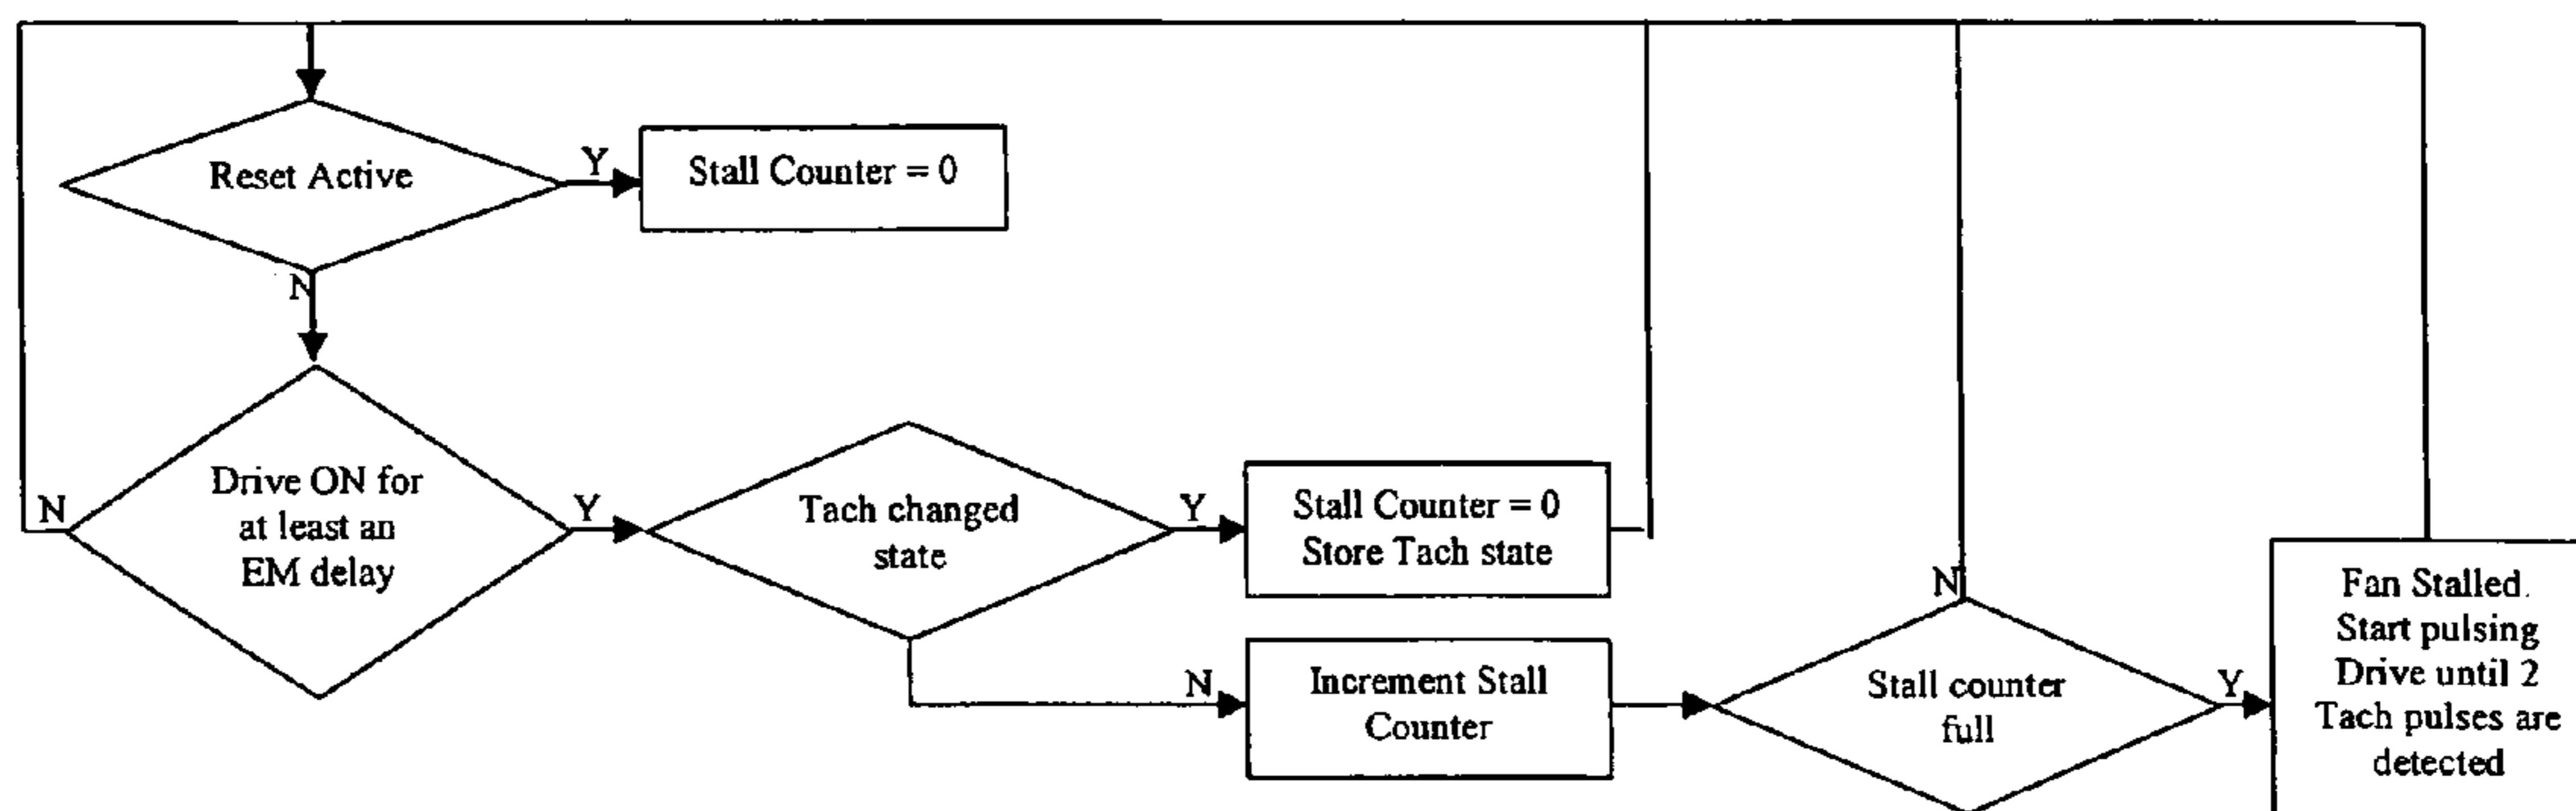 Reset Active
Y
Stall Counter = 0
N
Drive ON for
at least an
EM delay
N
Y
Tach changed
state
Y
Stall Counter = 0
Store Tach state
N
Increment Stall
Counter
N
Stall counter
full
Y
Fan Stalled.
Start pulsing
Drive until 2
Tach pulses are
detected